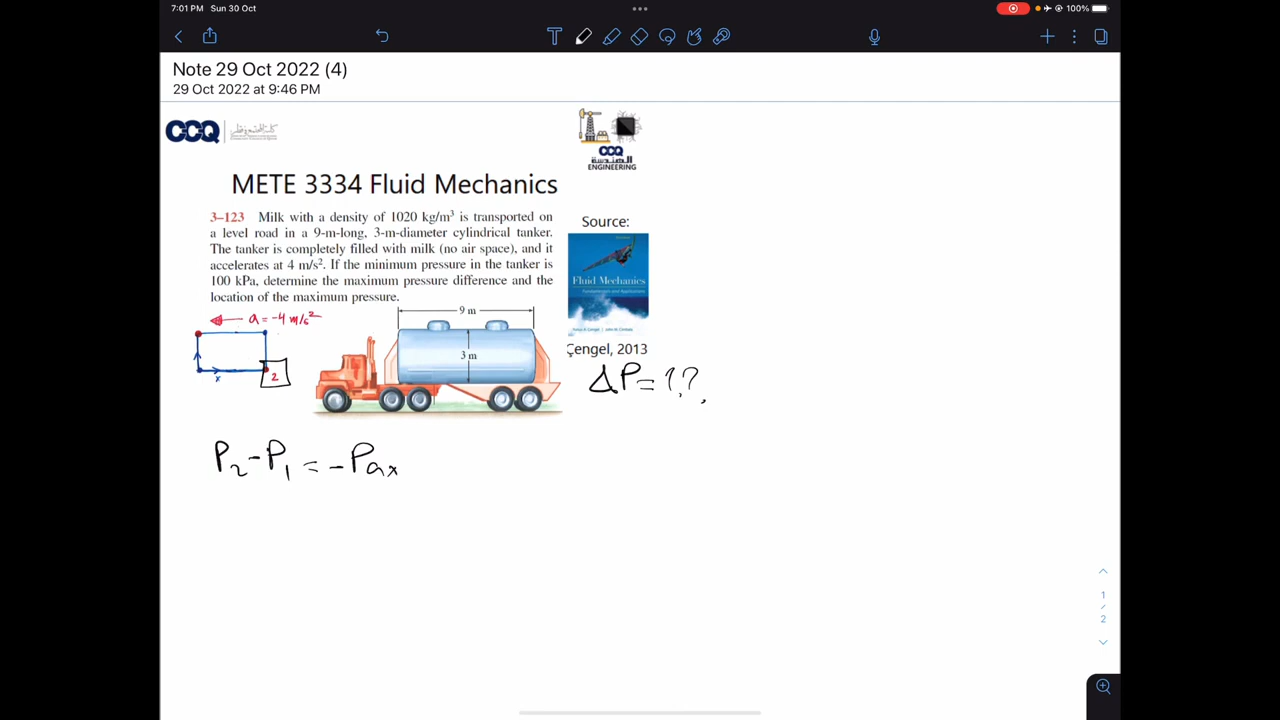 7:01 PM Sun 30 Oct
100%
Note 29 Oct 2022 (4)
29 Oct 2022 at 9:46 PM
CCQ
CCQ
الهندسة
ENGINEERING
METE 3334 Fluid Mechanics
3–123 Milk with a density of 1020 kg/m³ is transported on
a level road in a 9-m-long, 3-m-diameter cylindrical tanker.
The tanker is completely filled with milk (no air space), and it
accelerates at 4 m/s². If the minimum pressure in the tanker is
100 kPa, determine the maximum pressure difference and the
location of the maximum pressure.
Source:
Fluid Mechanics
Çengel, 2013
a = -4 m/s²
x
2
9 m
3 m
ΔP = ??
P₂ - P₁ = - Pax
1
/
2